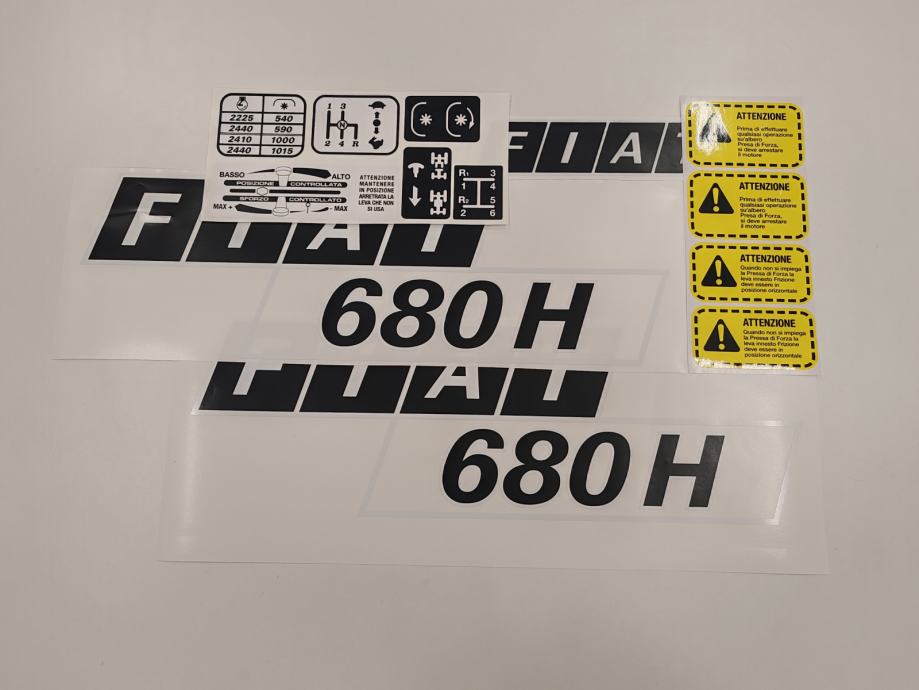 2225 540
2440 590
2410 1000
2440 1015
1 3
N
2 4 R
BASSO ALTO
POSIZIONE CONTROLLATA
SFORZO CONTROLLATO
MAX + - MAX
ATTENZIONE
MANTENERE
IN POSIZIONE
ARRETRATA LA
LEVA CHE NON
SI USA
R1 3
1 4
R2 5
2 6
FIAT
ATTENZIONE
Prima di effettuare
qualsiasi operazione
su'albero
Presa di Forza,
si deve arrestare
il motore
ATTENZIONE
Prima di effettuare
qualsiasi operazione
su'albero
Presa di Forza,
si deve arrestare
il motore
ATTENZIONE
Quando non si impiega
la Pressa di Forza la
leva innesto Frizione
deve essere in
posizione orizzontale
ATTENZIONE
Quando non si impiega
la Pressa di Forza la
leva innesto Frizione
deve essere in
posizione orizzontale
FIAT
680 H
FIAT
680 H